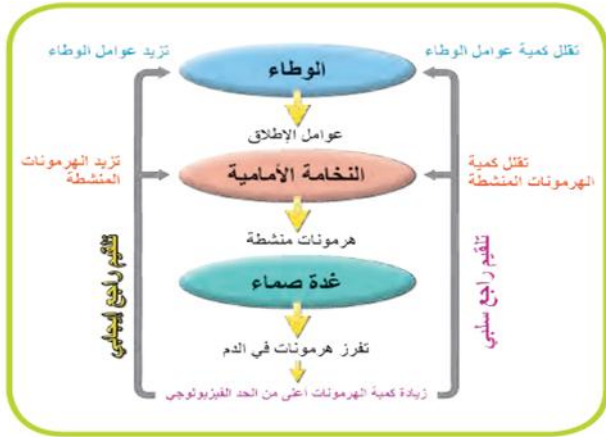 تقلل كمية عوامل الوطاء
الوطاء
تزيد عوامل الوطاء
عوامل الإطلاق
تقلل كمية
الهرمونات المنشطة
النخامة الأمامية
تزيد الهرمونات
المنشطة
هرمونات منشطة
غدة صماء
تلقيم راجع سلبي
تلقيم راجع إيجابي
تفرز هرمونات في الدم
زيادة كمية الهرمونات أعلى من الحد الفيزيولوجي